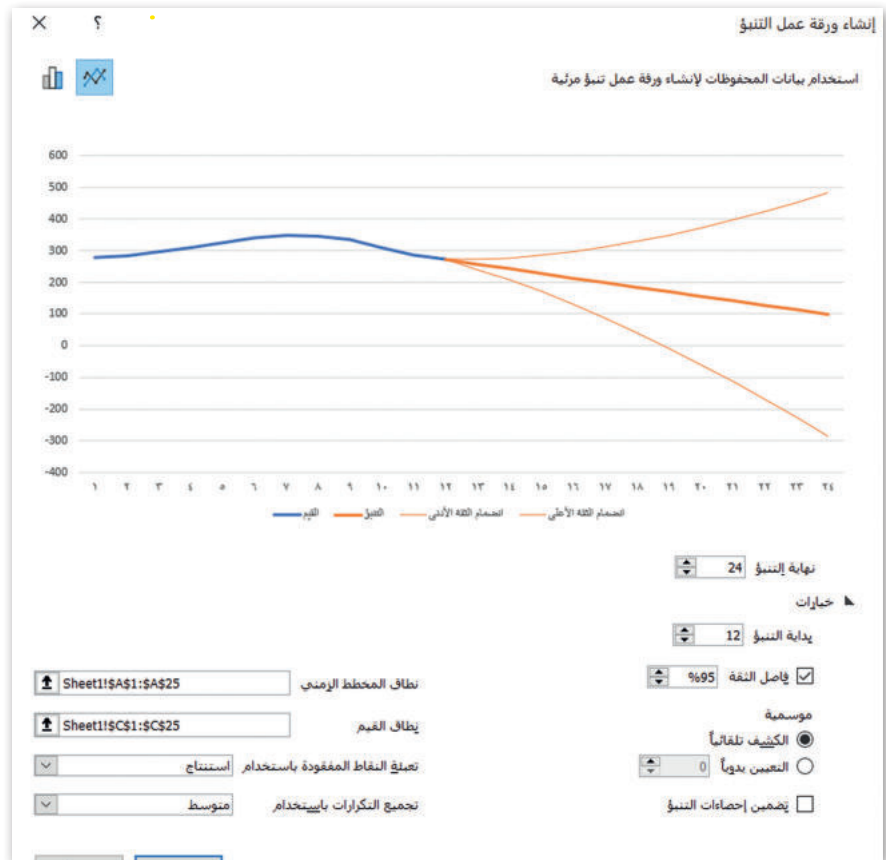 إنشاء ورقة عمل التنبؤ
؟
استخدام بيانات المحفوظات لإنشاء ورقة عمل تنبؤ مرئية
600
500
400
300
200
100
0
-100
-200
-300
-400
١ ٢ ٣ ٤ ٥ ٦ ٧ ٨ ٩ ١٠ ١١ ١٢ ١٣ ١٤ ١٥ ١٦ ١٧ ١٨ ١٩ ٢٠ ٢١ ٢٢ ٢٣ ٢٤
القيم التنبؤ انضمام الثقة الأدنى انضمام الثقة الأعلى
نهاية التنبؤ 24
خيارات
بداية التنبؤ 12
فاصل الثقة %95
موسمية
الكشف تلقائياً
التعيين يدوياً 0
تضمين إحصاءات التنبؤ
نطاق المخطط الزمني Sheet1!$A$1:$A$25
نطاق القيم Sheet1!$C$1:$C$25
تعبئة النقاط المفقودة باستخدام استنتاج
تجميع التكرارات باستخدام متوسط